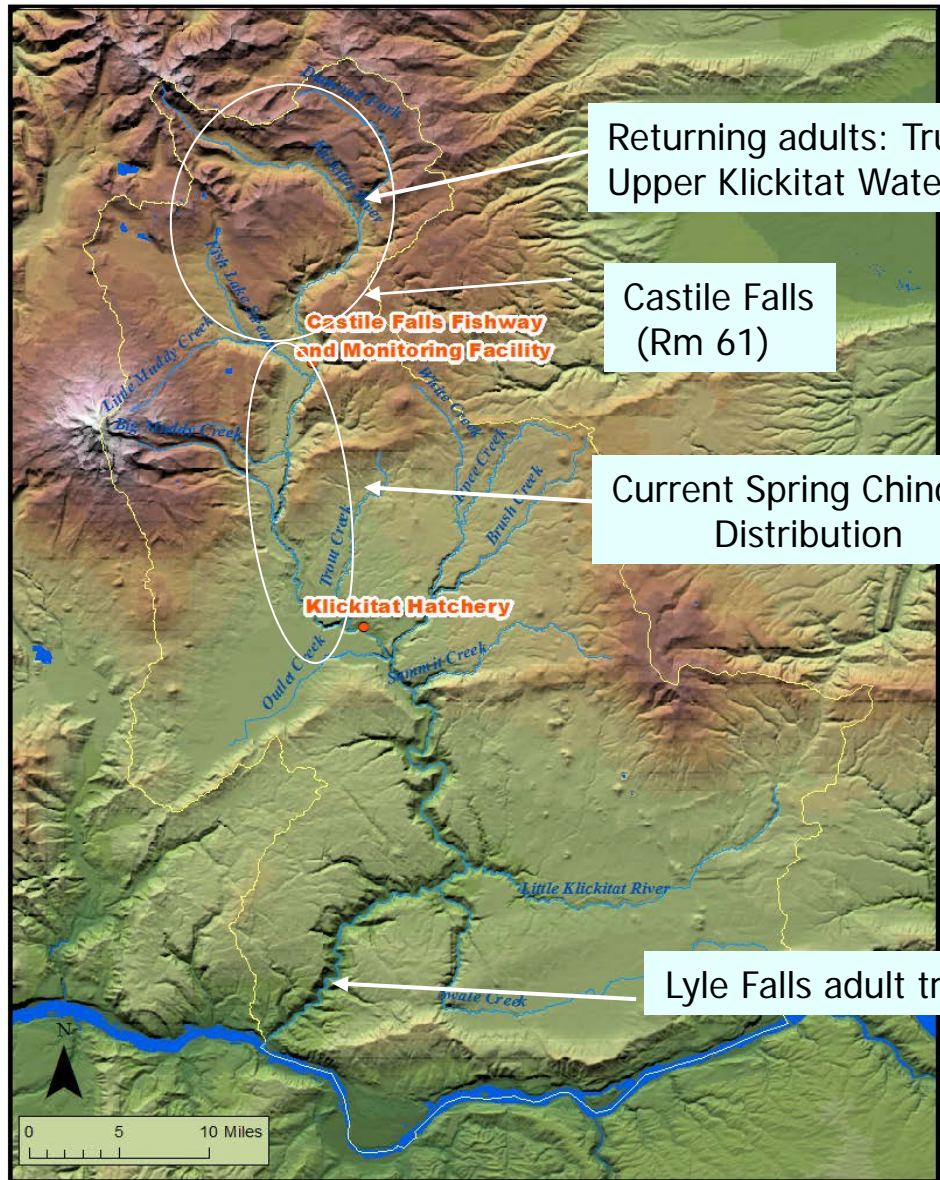 Diamond Fork
Returning adults: Tru
Upper Klickitat Wate
Fish Lake Stream
Castile Falls
(Rm 61)
Castile Falls Fishway
and Monitoring Facility
Little Muddy Creek
White Creek
Big Muddy Creek
Brush Creek
Current Spring Chino
Distribution
Trout Creek
Klickitat Hatchery
Summit Creek
Outlet Creek
Little Klickitat River
Lyle Falls adult tr
Swale Creek
N
0 5 10 Miles